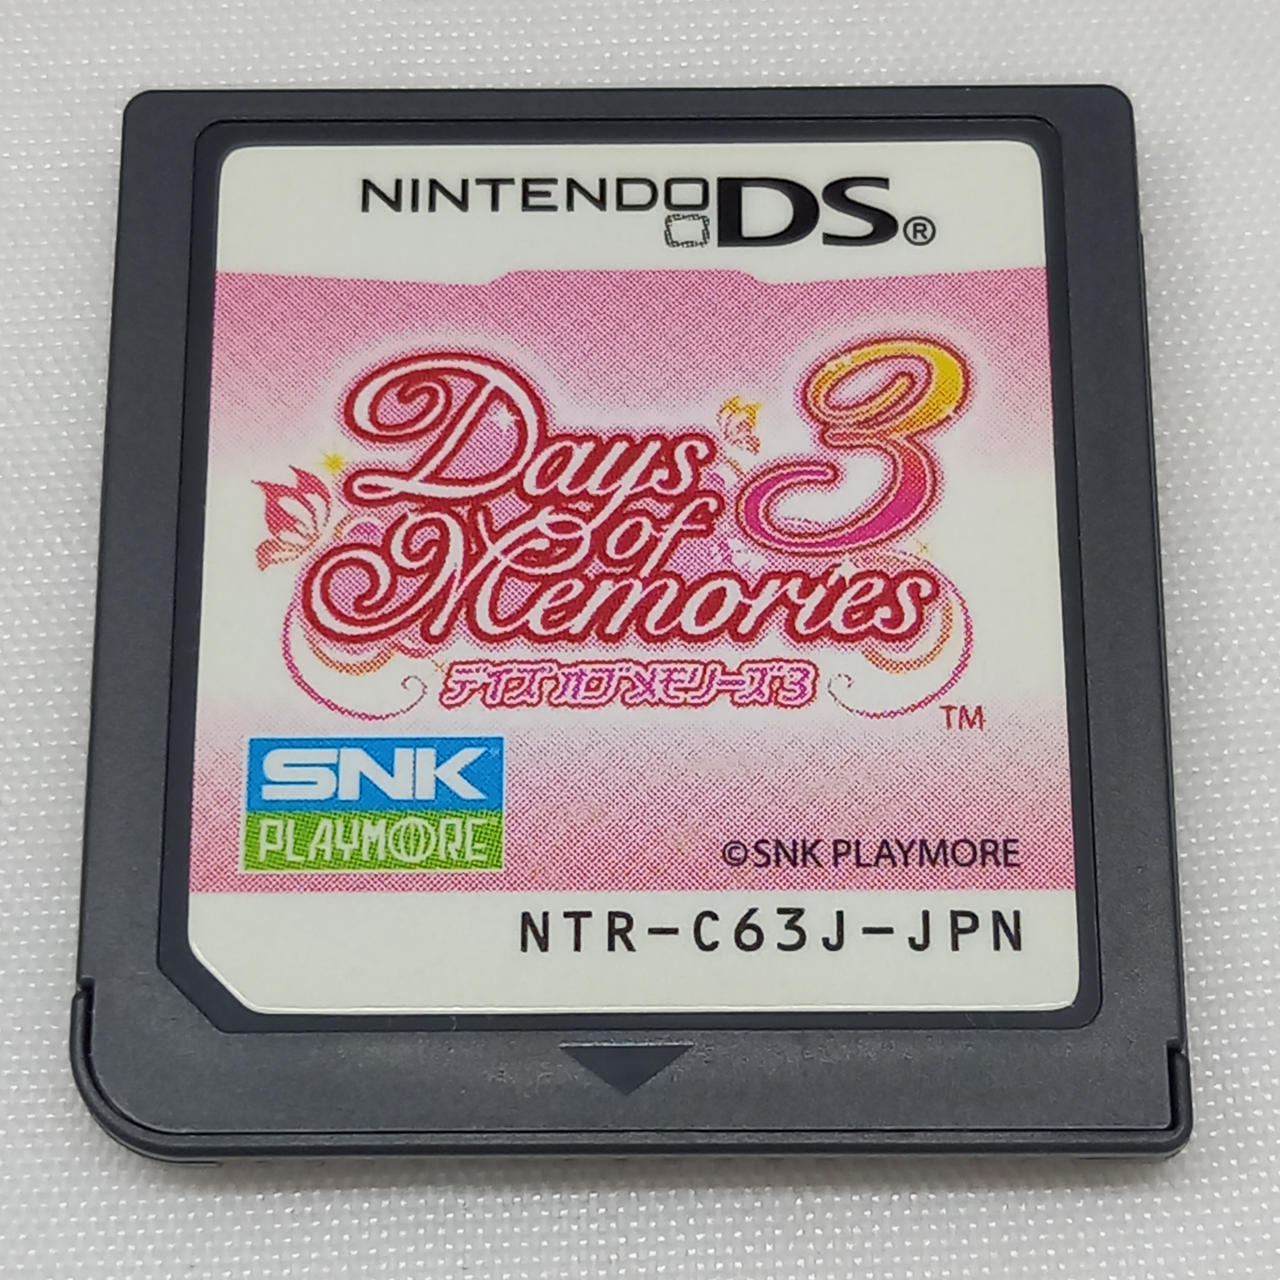 NINTENDO DS®
Days 3
of
Memories
デイズ オブ メモリーズ 3
TM
SNK
PLAYMORE
©SNK PLAYMORE
NTR-C63J-JPN